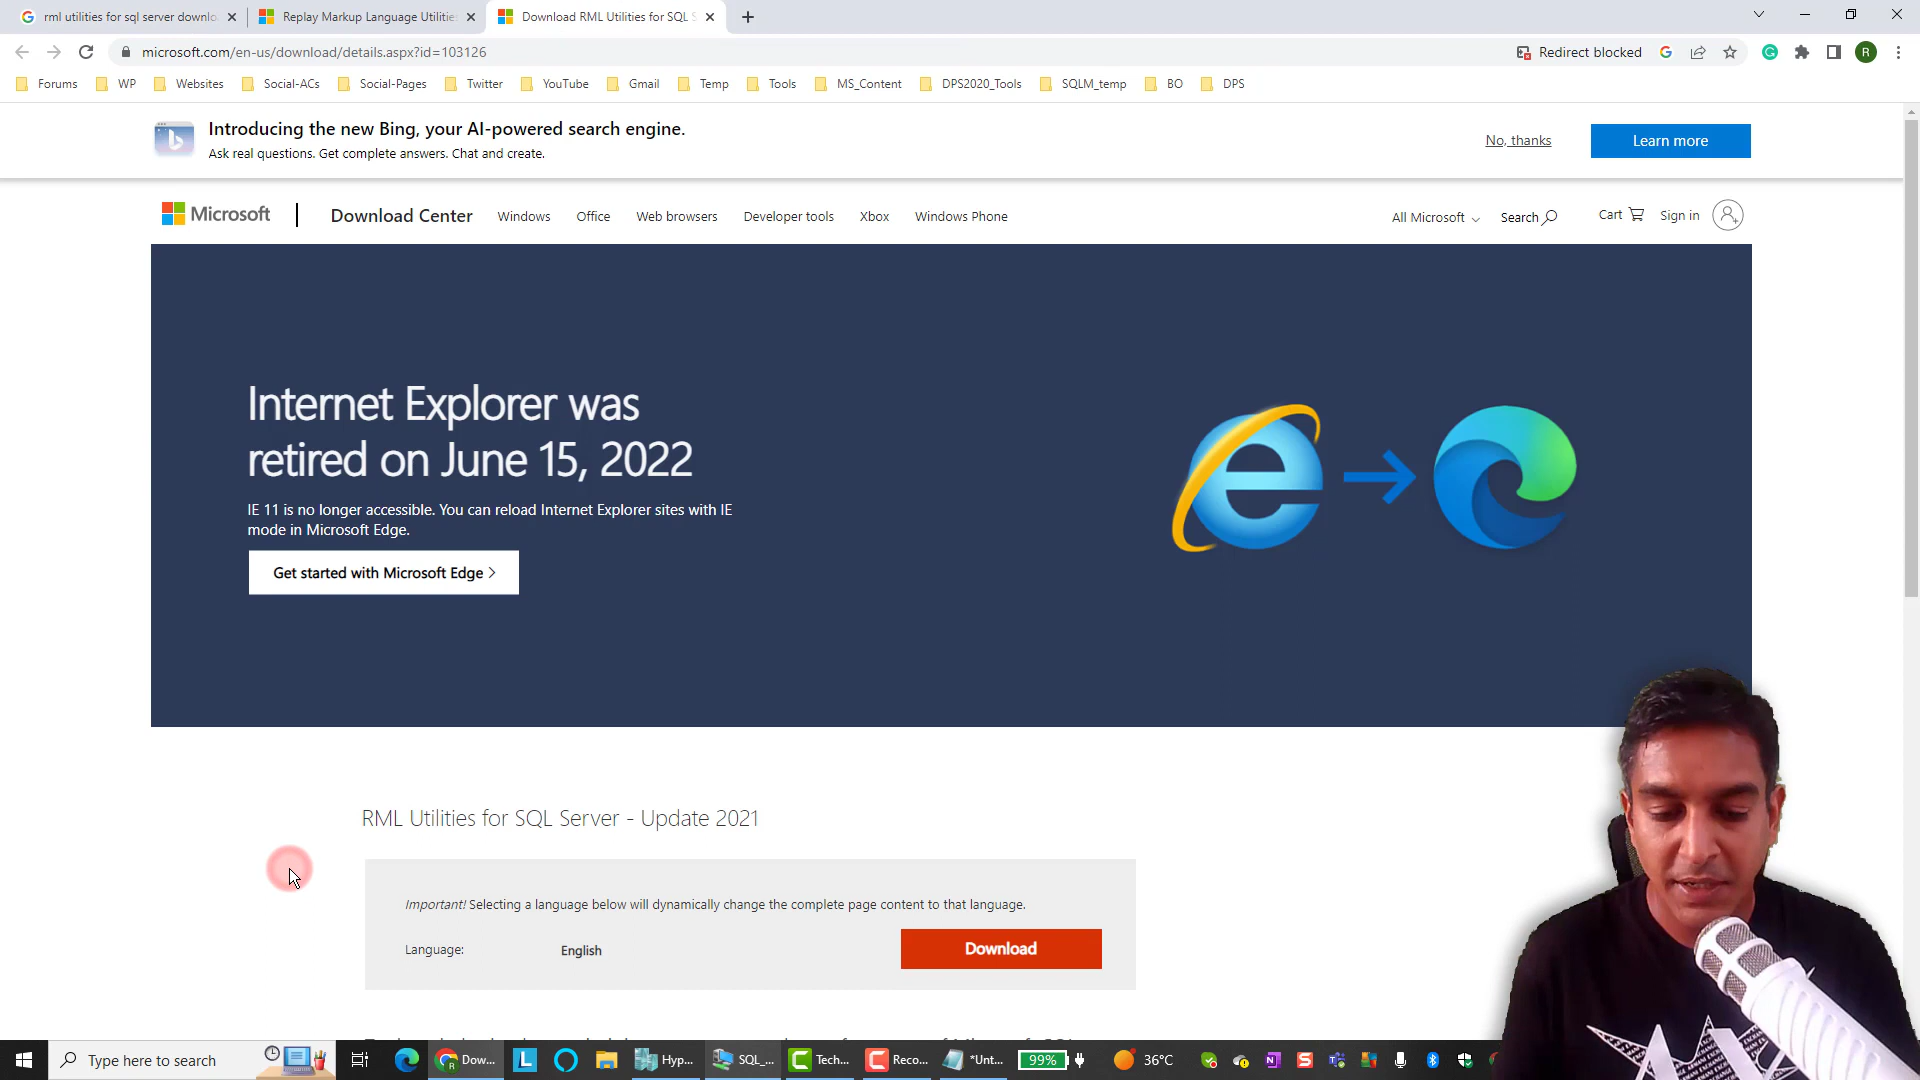 rml utilities for sql server downlo
Replay Markup Language Utilities
Download RML Utilities for SQL S
microsoft.com/en-us/download/details.aspx?id=103126
Redirect blocked
R
Forums
WP
Websites
Social-ACs
Social-Pages
Twitter
YouTube
Gmail
Temp
Tools
MS_Content
DPS2020_Tools
SQLM_temp
BO
DPS
Introducing the new Bing, your AI-powered search engine.
Ask real questions. Get complete answers. Chat and create.
No, thanks
Learn more
Microsoft
Download Center
Windows
Office
Web browsers
Developer tools
Xbox
Windows Phone
All Microsoft
Search
Cart
Sign in
Internet Explorer was
retired on June 15, 2022
IE 11 is no longer accessible. You can reload Internet Explorer sites with IE
mode in Microsoft Edge.
Get started with Microsoft Edge >
RML Utilities for SQL Server - Update 2021
Important! Selecting a language below will dynamically change the complete page content to that language.
Language:
English
Download
Type here to search
Dow...
Hyp...
SQL_...
Tech...
Reco...
*Unt...
99%
36°C